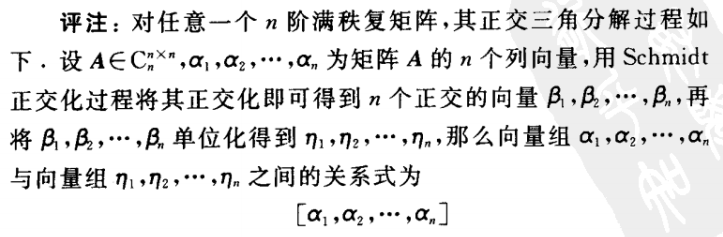 评注：对任意一个 n 阶满秩复矩阵，其正交三角分解过程如
下．设 A∈Cₙⁿˣⁿ，α₁，α₂，⋯，αₙ 为矩阵 A 的 n 个列向量，用 Schmidt
正交化过程将其正交化即可得到 n 个正交的向量 β₁，β₂，⋯，βₙ，再
将 β₁，β₂，⋯，βₙ 单位化得到 η₁，η₂，⋯，ηₙ，那么向量组 α₁，α₂，⋯，αₙ
与向量组 η₁，η₂，⋯，ηₙ 之间的关系式为
[α₁，α₂，⋯，αₙ]